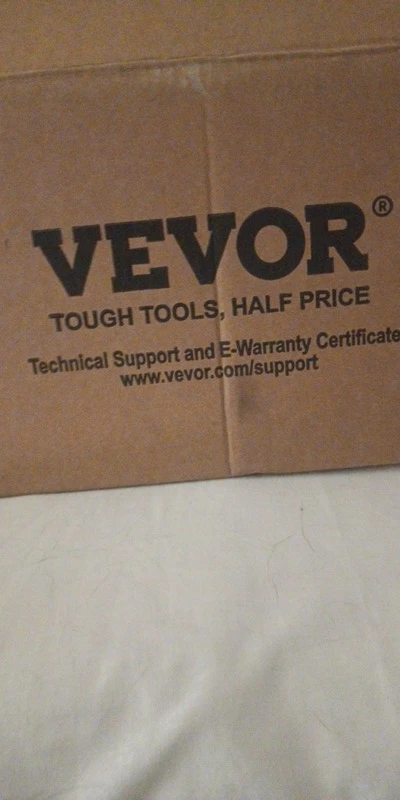 VEVOR®
TOUGH TOOLS, HALF PRICE
Technical Support and E-Warranty Certificate
www.vevor.com/support